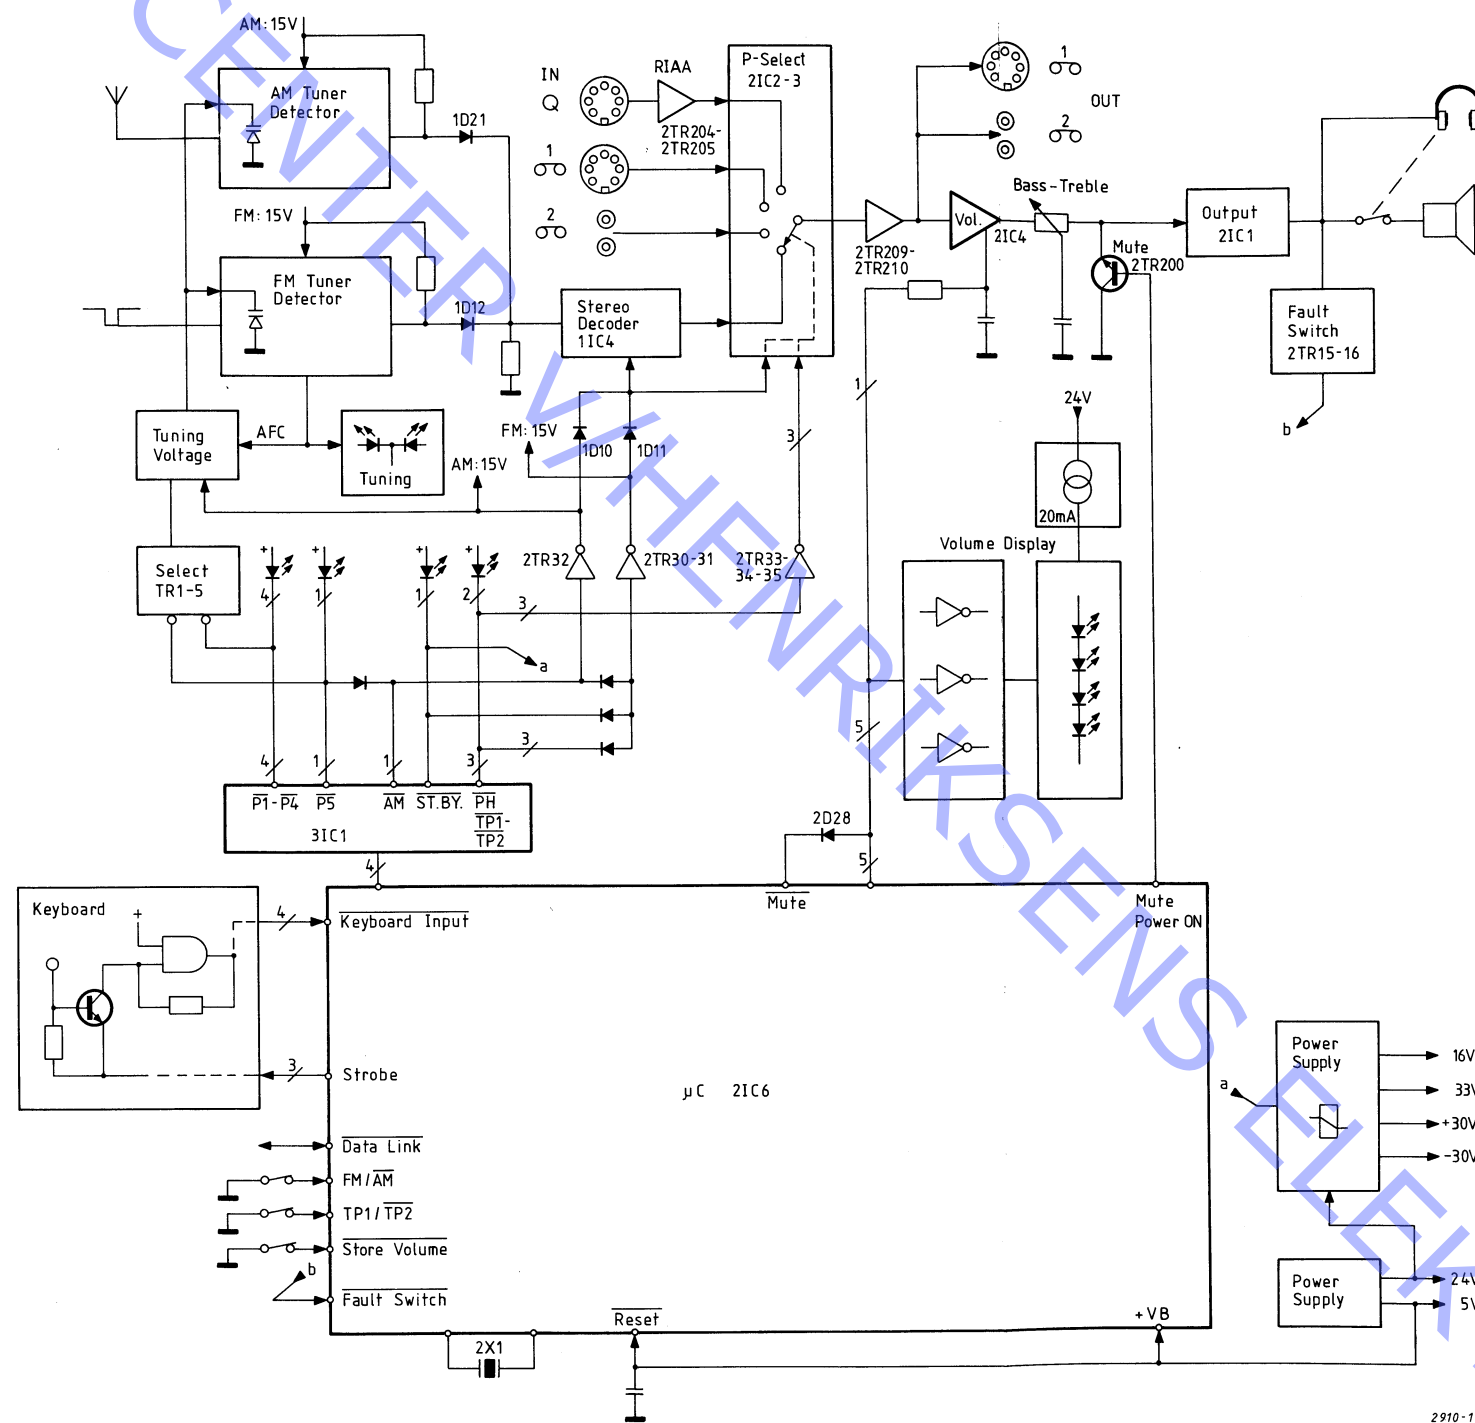 AM:15V
AM Tuner
Detector
1D21
FM:15V
FM Tuner
Detector
1D12
IN
Q
1
2
RIAA
2TR204-
2TR205
P-Select
2IC2-3
1
2
OUT
Bass-Treble
Vol.
2IC4
2TR209-
2TR210
Mute
2TR200
Output
2IC1
Fault
Switch
2TR15-16
b
Stereo
Decoder
1IC4
Tuning
Voltage
AFC
Tuning
FM:15V
AM:15V
1D10
1D11
3
1
24V
20mA
Volume Display
Select
TR1-5
+
+
+
+
4
1
1
2
2TR32
2TR30-31
2TR33-
34-35
3
a
3
5
4
1
1
3
P1-P4
P5
AM
ST.BY.
PH
TP1-
TP2
3IC1
4
2D28
5
Mute
Mute
Power ON
Keyboard
+
4
Keyboard Input
3
Strobe
Data Link
FM/AM
TP1/TP2
Store Volume
b
Fault Switch
µC 2IC6
2X1
Reset
+VB
a
Power
Supply
16V
33V
+30V
-30V
Power
Supply
24V
5V
2910-1
CENTER V/HENRIKSENS ELEK